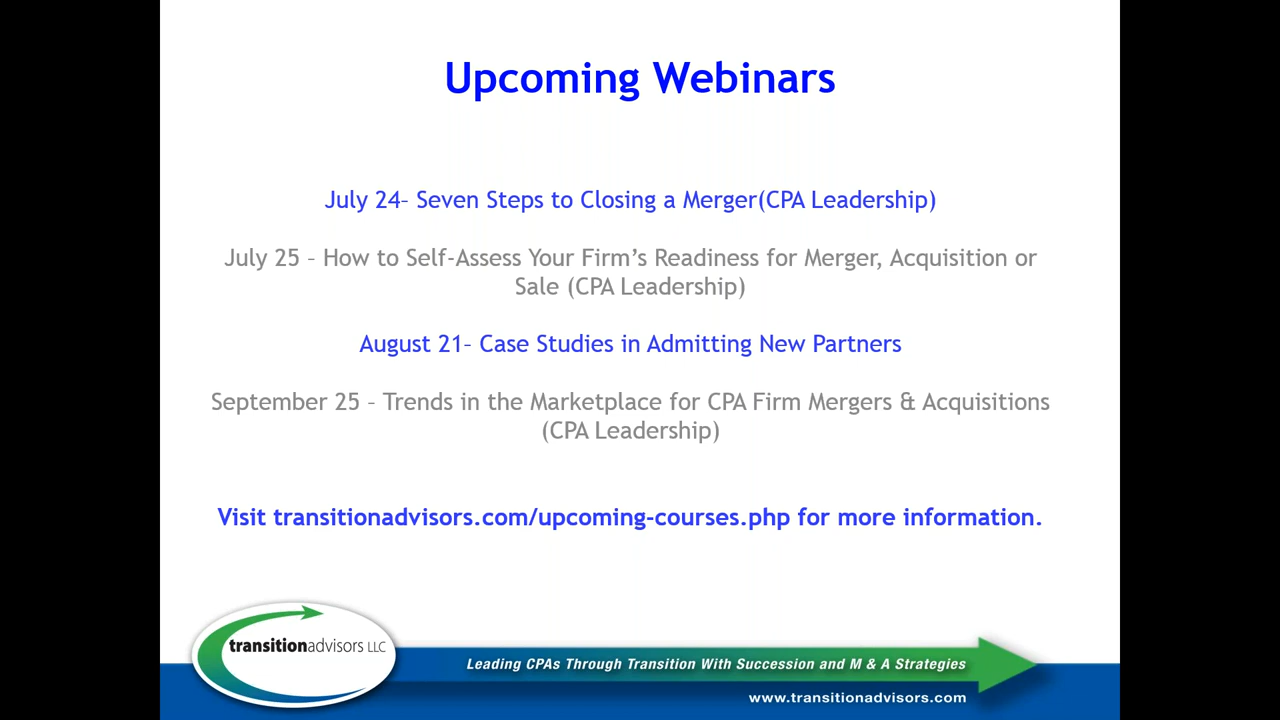 Upcoming Webinars
July 24– Seven Steps to Closing a Merger(CPA Leadership)
July 25 – How to Self-Assess Your Firm’s Readiness for Merger, Acquisition or
Sale (CPA Leadership)
August 21– Case Studies in Admitting New Partners
September 25 – Trends in the Marketplace for CPA Firm Mergers & Acquisitions
(CPA Leadership)
Visit transitionadvisors.com/upcoming-courses.php for more information.
transitionadvisors LLC
Leading CPAs Through Transition With Succession and M & A Strategies
www.transitionadvisors.com